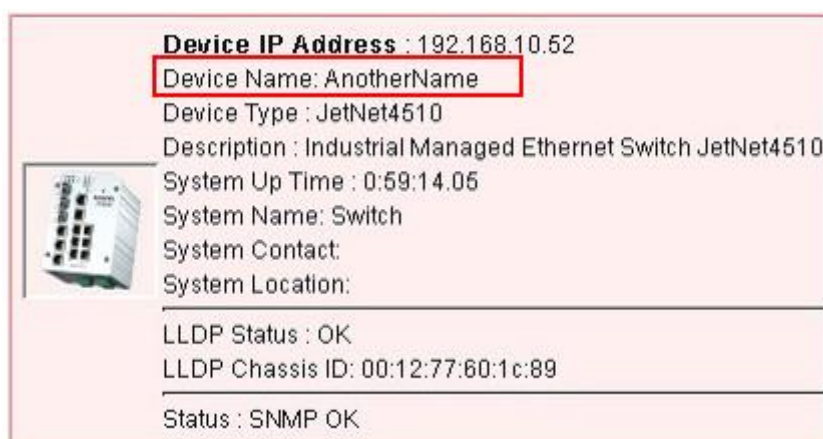 Device IP Address : 192.168.10.52
Device Name: AnotherName
Device Type : JetNet4510
Description : Industrial Managed Ethernet Switch JetNet4510
System Up Time : 0:59:14.05
System Name: Switch
System Contact:
System Location:
LLDP Status : OK
LLDP Chassis ID: 00:12:77:60:1c:89
Status : SNMP OK